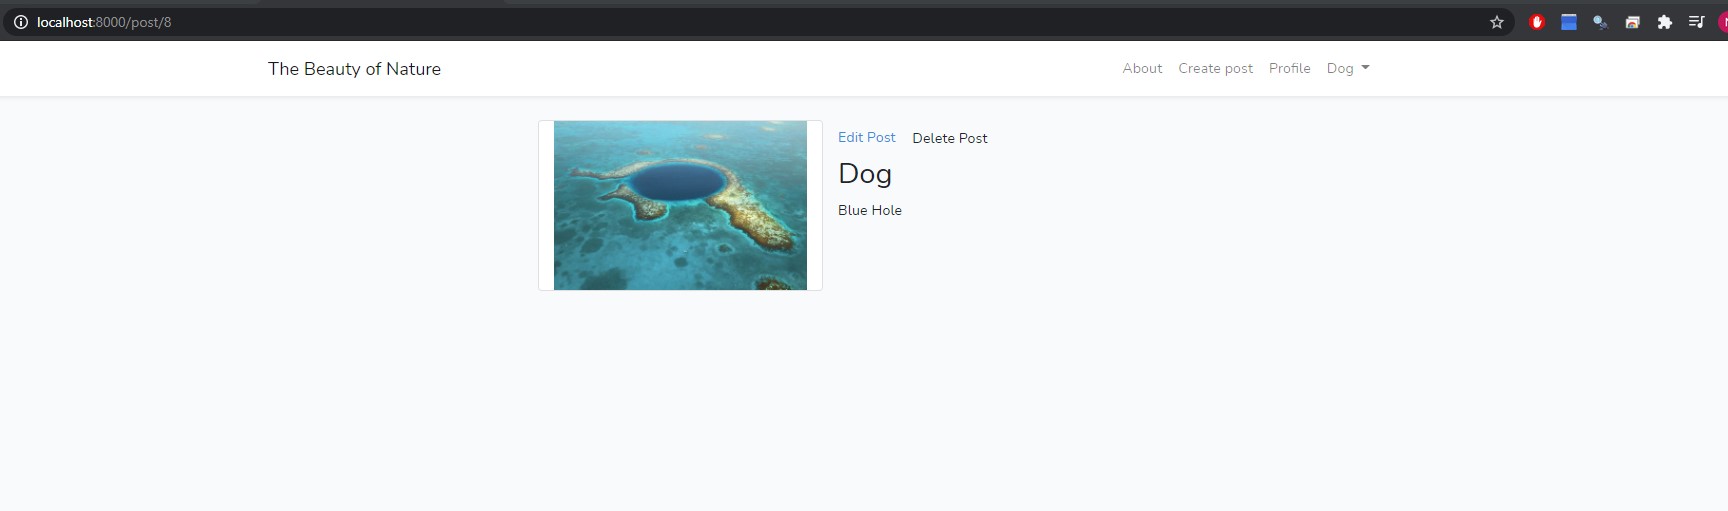 localhost:8000/post/8
The Beauty of Nature
About Create post Profile Dog
Edit Post Delete Post
Dog
Blue Hole